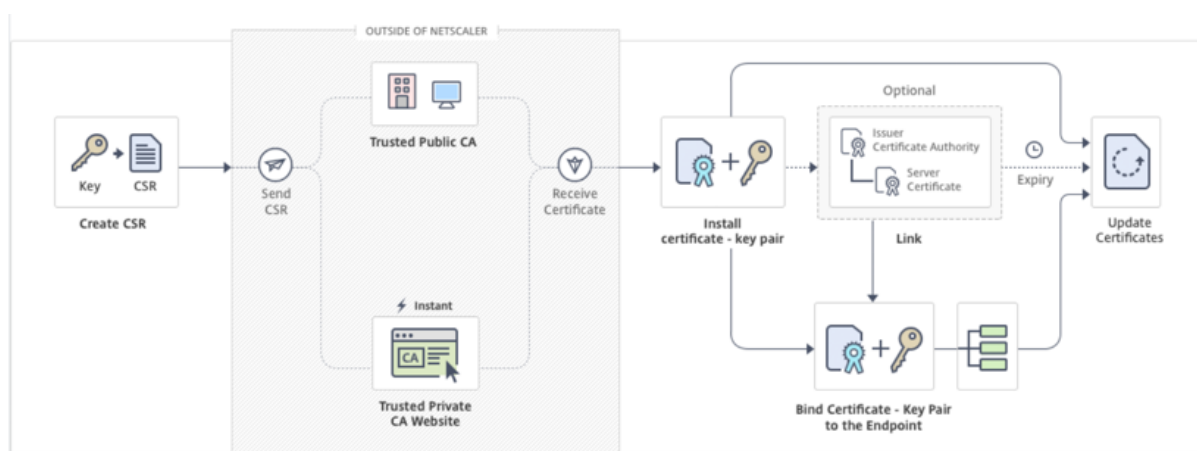 OUTSIDE OF NETSCALER
Key
CSR
Create CSR
Send
CSR
Trusted Public CA
Instant
CA
Trusted Private
CA Website
Receive
Certificate
Install
certificate - key pair
Optional
Issuer
Certificate Authority
Server
Certificate
Link
Expiry
Update
Certificates
Bind Certificate - Key Pair
to the Endpoint